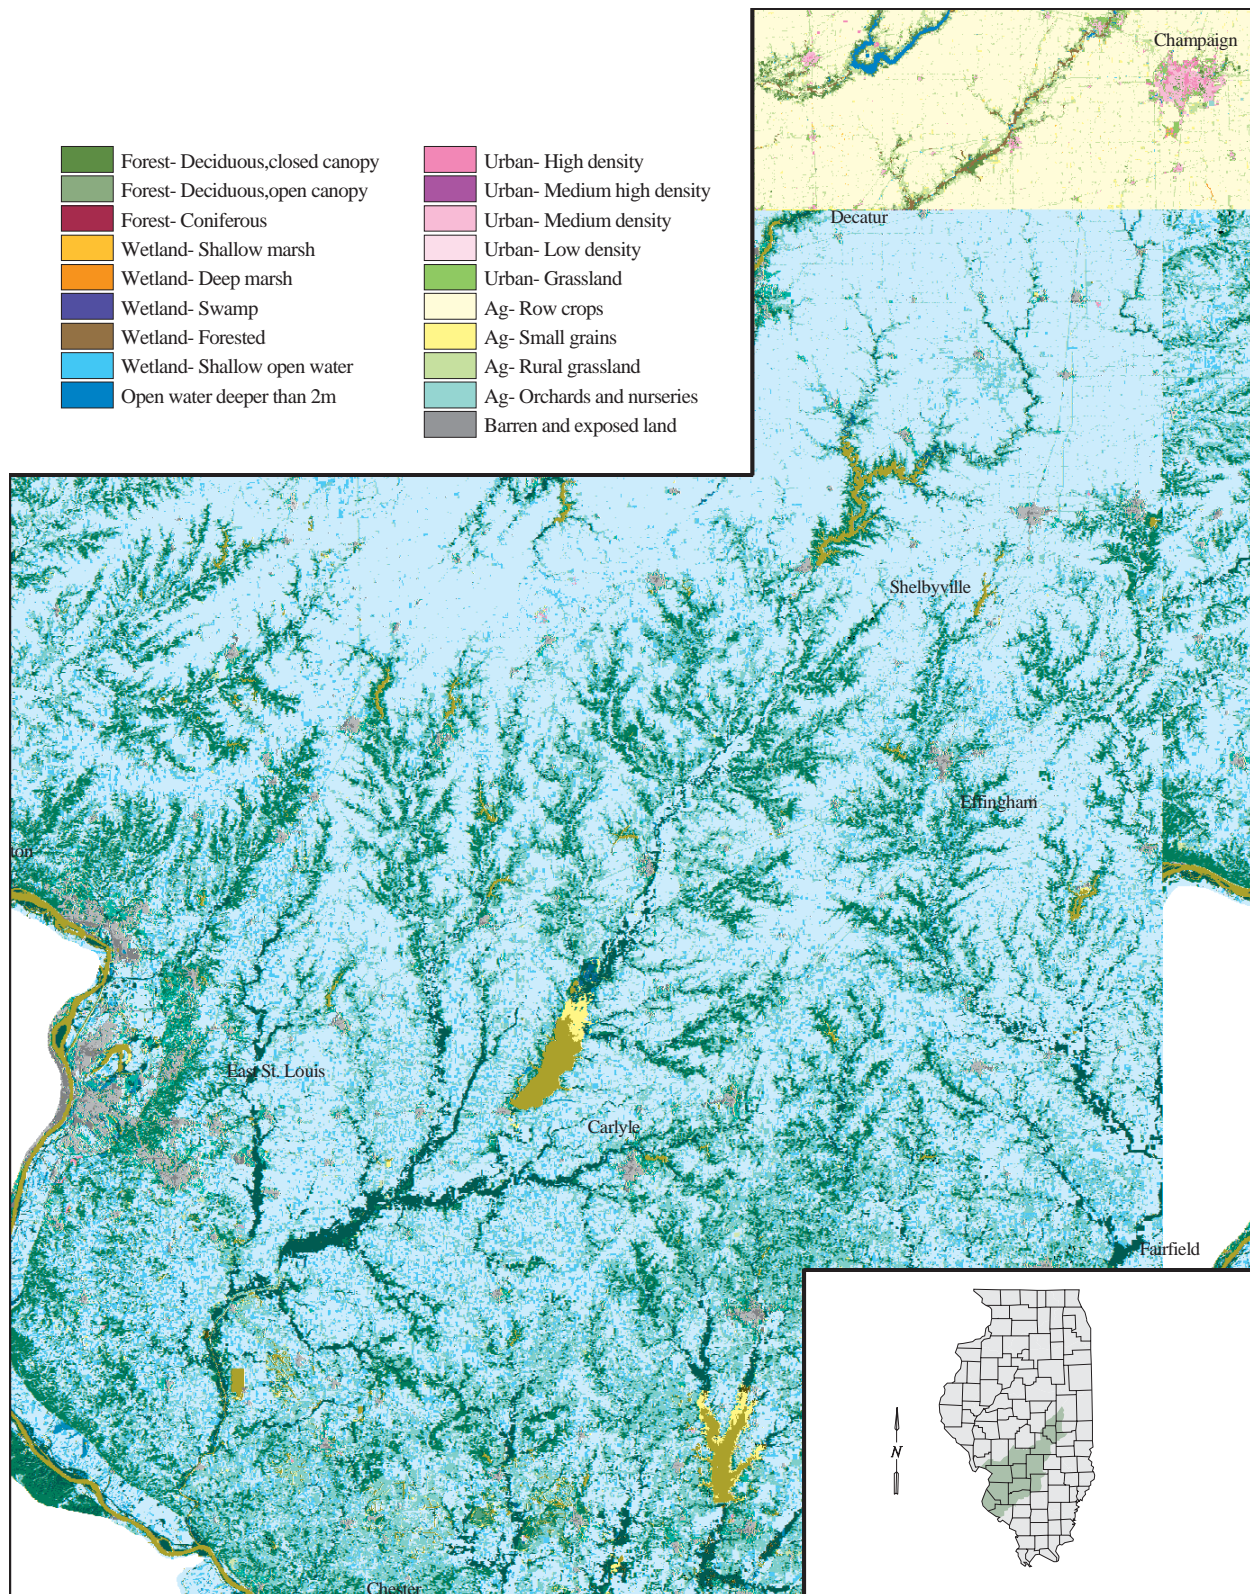 Champaign
Forest- Deciduous,closed canopy
Forest- Deciduous,open canopy
Forest- Coniferous
Wetland- Shallow marsh
Wetland- Deep marsh
Wetland- Swamp
Wetland- Forested
Wetland- Shallow open water
Open water deeper than 2m
Urban- High density
Urban- Medium high density
Urban- Medium density
Urban- Low density
Urban- Grassland
Ag- Row crops
Ag- Small grains
Ag- Rural grassland
Ag- Orchards and nurseries
Barren and exposed land
Decatur
Shelbyville
Effingham
ton
East St. Louis
Carlyle
Fairfield
N
Chester